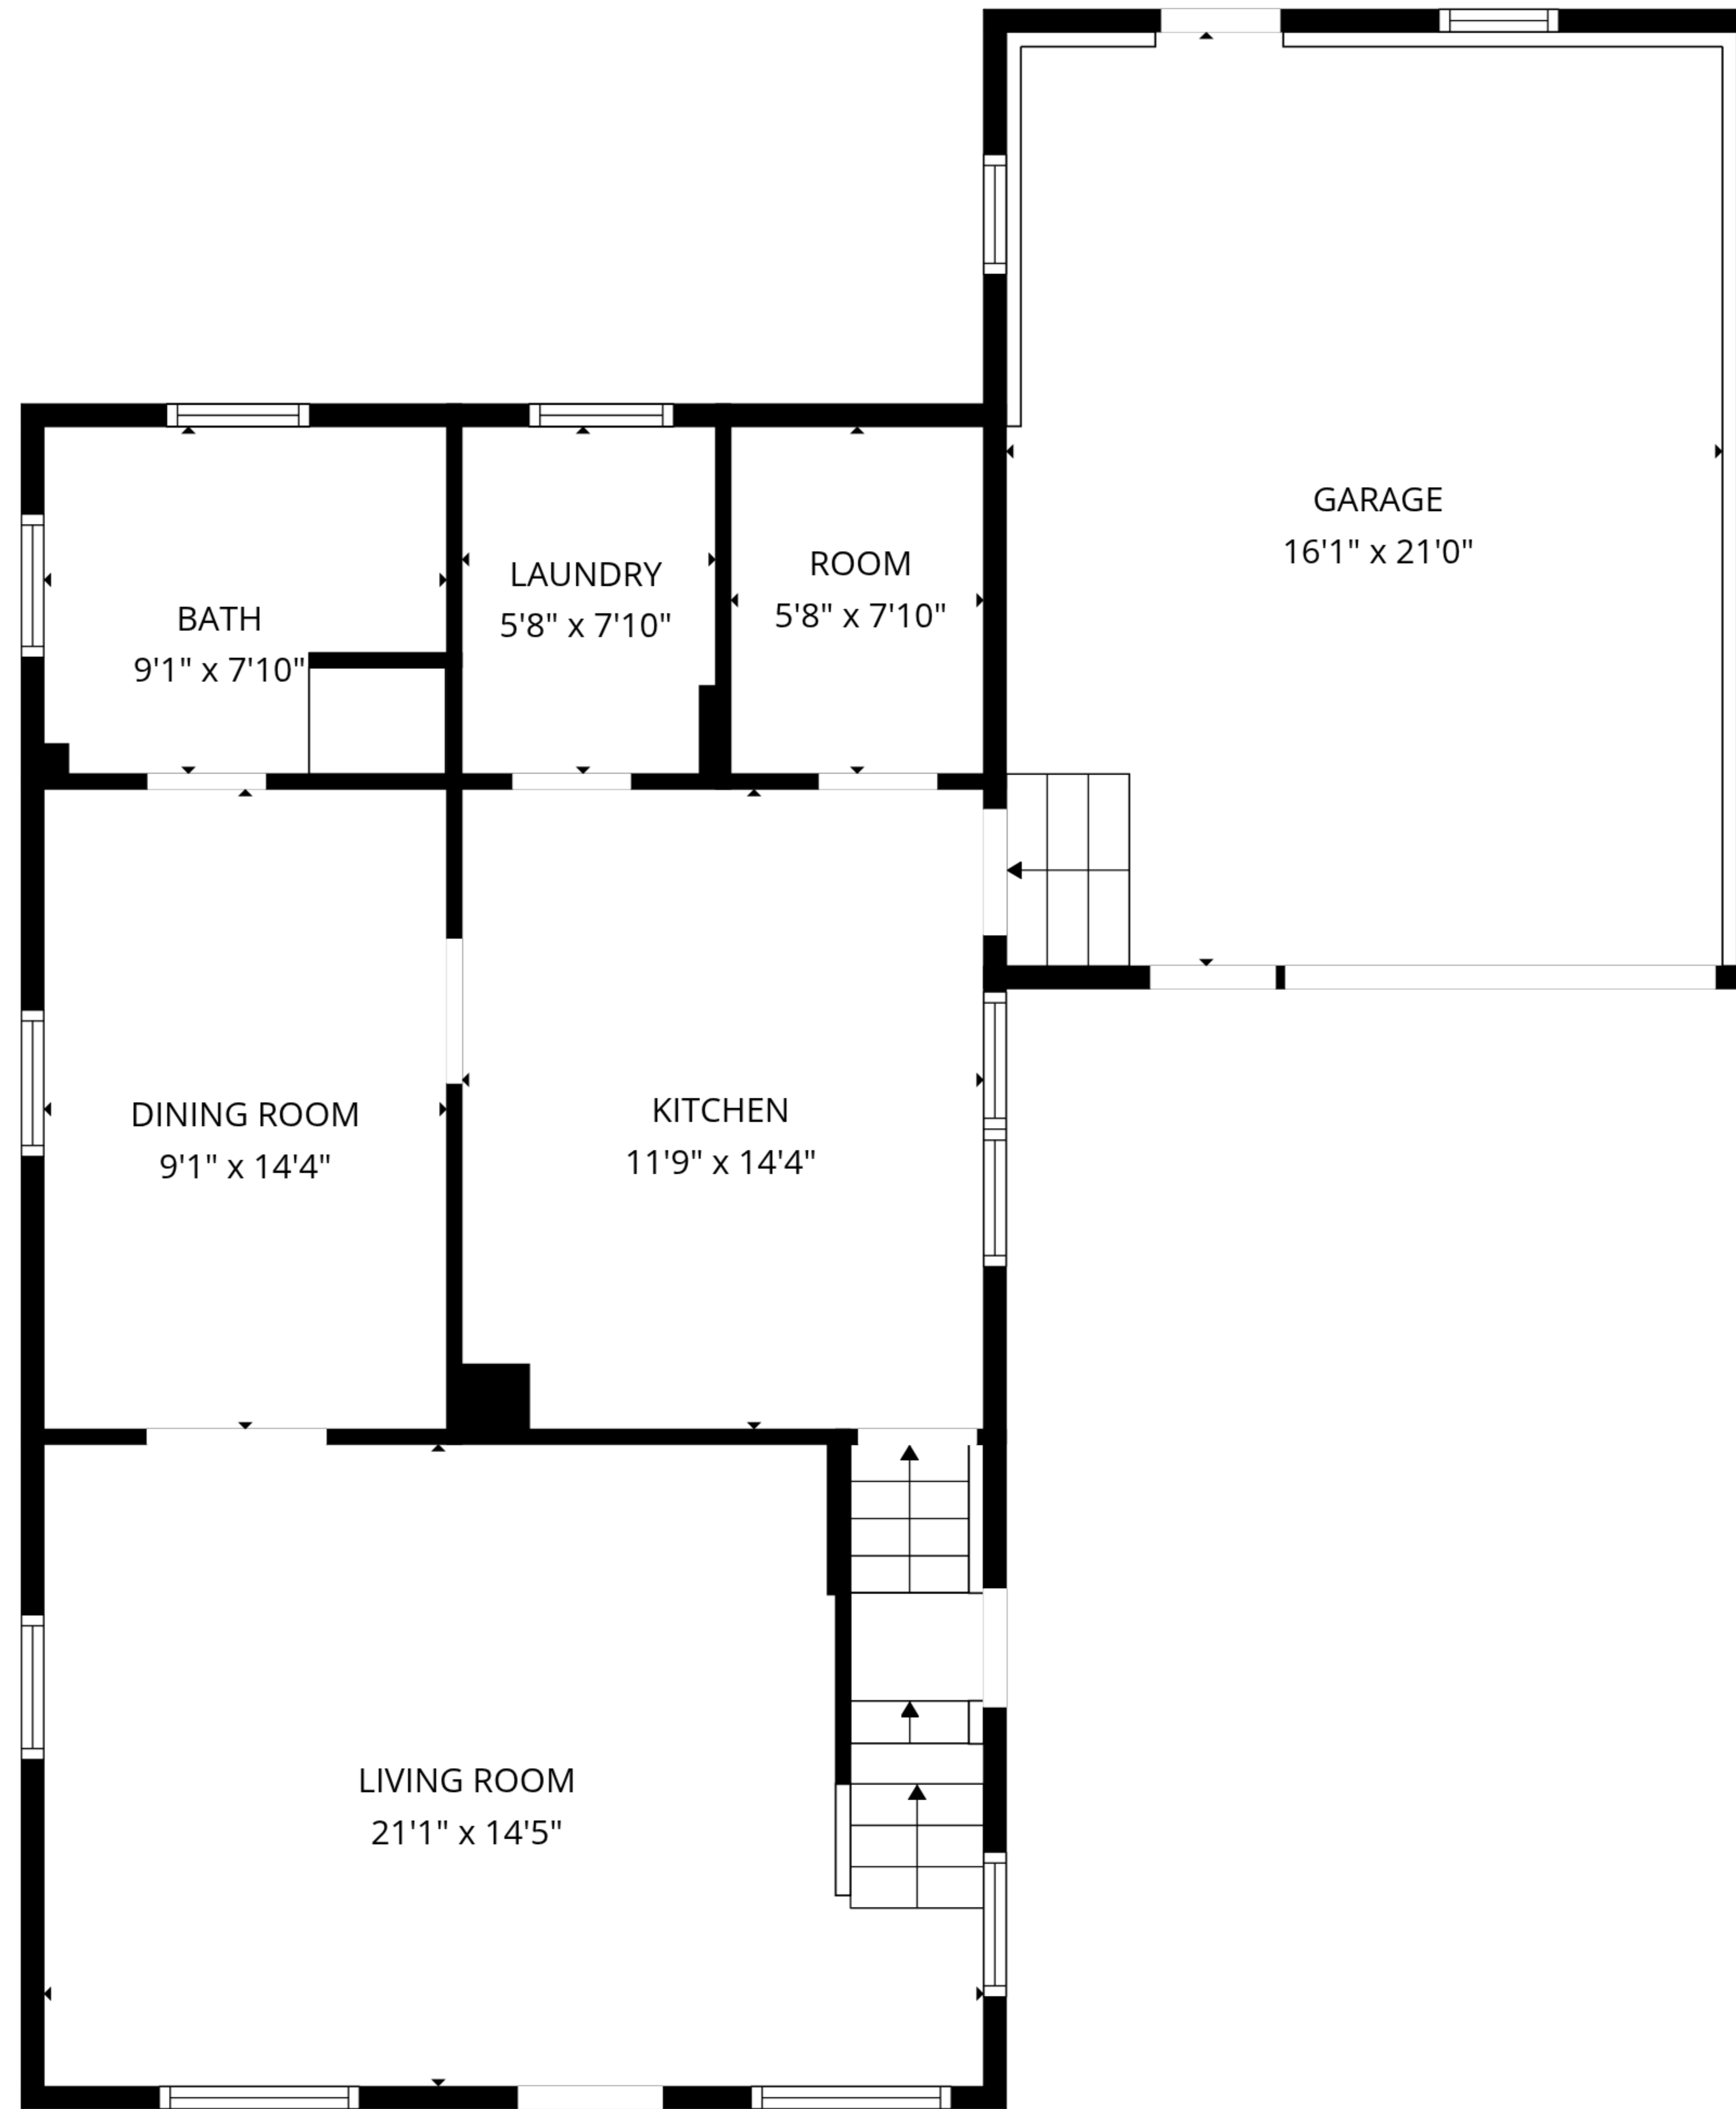 GARAGE
16'1" x 21'0"
ROOM
5'8" x 7'10"
LAUNDRY
5'8" x 7'10"
BATH
9'1" x 7'10"
DINING ROOM
9'1" x 14'4"
KITCHEN
11'9" x 14'4"
LIVING ROOM
21'1" x 14'5"